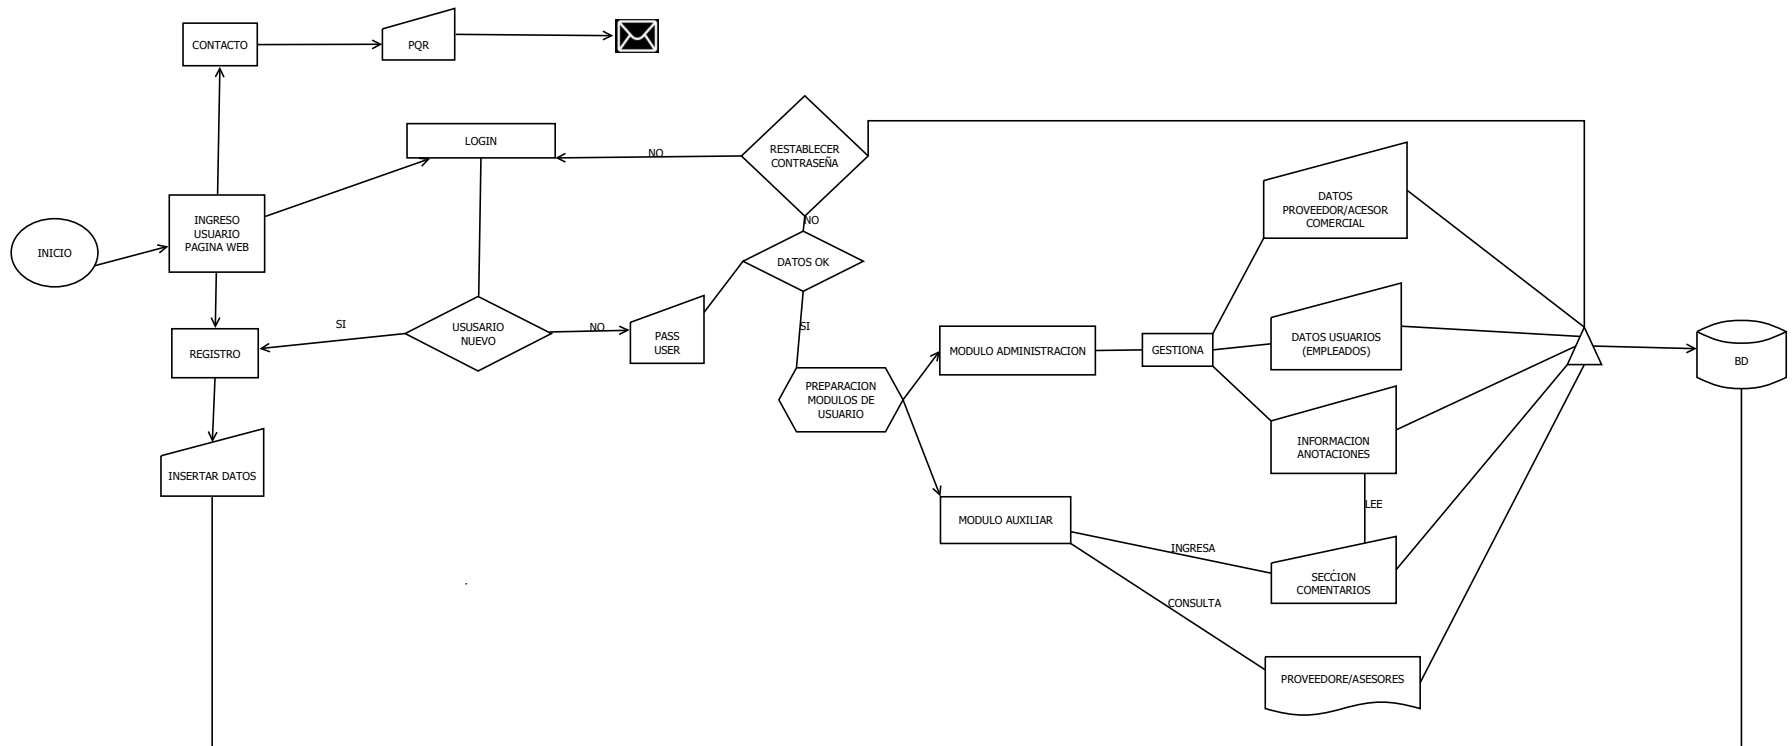 CONTACTO
PQR
LOGIN
NO
RESTABLECER
CONTRASEÑA
INGRESO
USUARIO
PAGINA WEB
INICIO
NO
DATOS OK
DATOS
PROVEEDOR/ACESOR
COMERCIAL
SI
USUSARIO
NUEVO
NO
PASS
USER
SI
REGISTRO
MODULO ADMINISTRACION
GESTIONA
DATOS USUARIOS
(EMPLEADOS)
BD
PREPARACION
MODULOS DE
USUARIO
INFORMACION
ANOTACIONES
INSERTAR DATOS
LEE
MODULO AUXILIAR
INGRESA
SECCION
COMENTARIOS
CONSULTA
PROVEEDORE/ASESORES